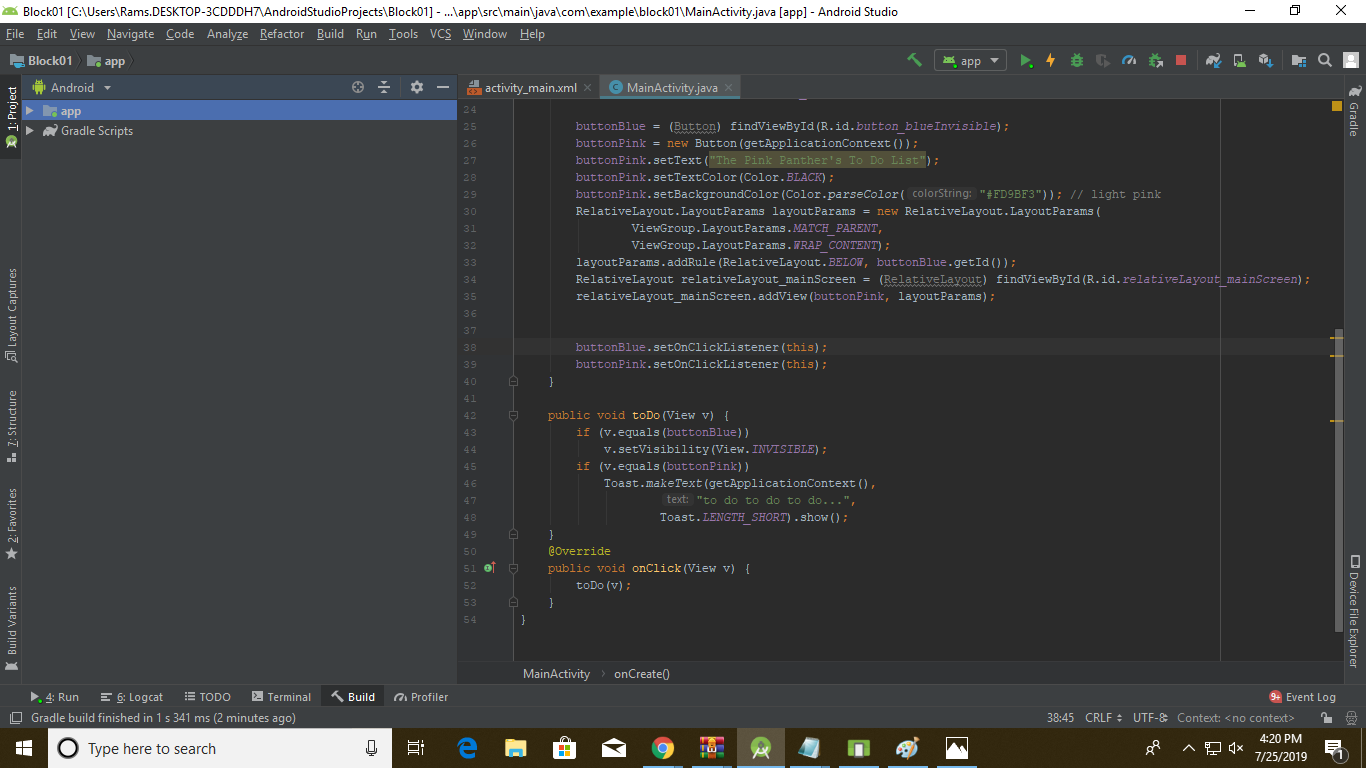 Block01 [C:\Users\Rams.DESKTOP-3CDDDH7\AndroidStudioProjects\Block01] - ...\app\src\main\java\com\example\block01\MainActivity.java [app] - Android Studio
File Edit View Navigate Code Analyze Refactor Build Run Tools VCS Window Help
Block01 app
app
Android
activity_main.xml
MainActivity.java
app
Gradle Scripts
1: Project
Layout Captures
7: Structure
2: Favorites
Build Variants
Gradle
Device File Explorer
24
25 buttonBlue = (Button) findViewById(R.id.button_blueInvisible);
26 buttonPink = new Button(getApplicationContext());
27 buttonPink.setText("The Pink Panther's To Do List");
28 buttonPink.setTextColor(Color.BLACK);
29 buttonPink.setBackgroundColor(Color.parseColor( colorString: "#FD9BF3")); // light pink
30 RelativeLayout.LayoutParams layoutParams = new RelativeLayout.LayoutParams(
31 ViewGroup.LayoutParams.MATCH_PARENT,
32 ViewGroup.LayoutParams.WRAP_CONTENT);
33 layoutParams.addRule(RelativeLayout.BELOW, buttonBlue.getId());
34 RelativeLayout relativeLayout_mainScreen = (RelativeLayout) findViewById(R.id.relativeLayout_mainScreen);
35 relativeLayout_mainScreen.addView(buttonPink, layoutParams);
36
37
38 buttonBlue.setOnClickListener(this);
39 buttonPink.setOnClickListener(this);
40 }
41
42 public void toDo(View v) {
43 if (v.equals(buttonBlue))
44 v.setVisibility(View.INVISIBLE);
45 if (v.equals(buttonPink))
46 Toast.makeText(getApplicationContext(),
47 text: "to do to do to do...",
48 Toast.LENGTH_SHORT).show();
49 }
50 @Override
51 public void onClick(View v) {
52 toDo(v);
53 }
54 }
MainActivity › onCreate()
4: Run 6: Logcat TODO Terminal Build Profiler 9+ Event Log
Gradle build finished in 1 s 341 ms (2 minutes ago) 38:45 CRLF UTF-8 Context: <no context>
Type here to search
4:20 PM
7/25/2019
1